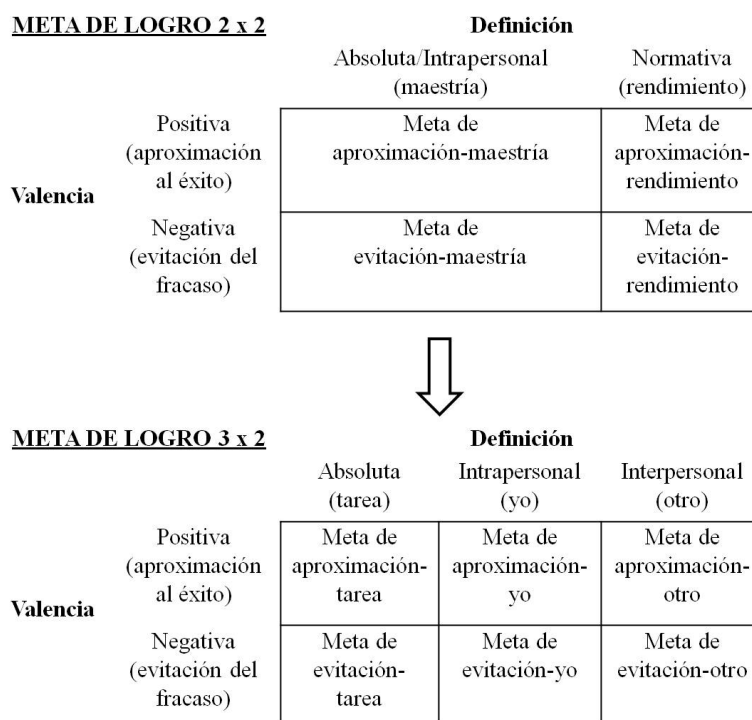 META DE LOGRO 2 x 2
Definición
Absoluta/Intrapersonal
(maestría)
Normativa
(rendimiento)
Valencia
Positiva
(aproximación
al éxito)
Meta de
aproximación-maestría
Meta de
aproximación-
rendimiento
Negativa
(evitación del
fracaso)
Meta de
evitación-maestría
Meta de
evitación-
rendimiento
META DE LOGRO 3 x 2
Definición
Absoluta
(tarea)
Intrapersonal
(yo)
Interpersonal
(otro)
Valencia
Positiva
(aproximación
al éxito)
Meta de
aproximación-
tarea
Meta de
aproximación-
yo
Meta de
aproximación-
otro
Negativa
(evitación del
fracaso)
Meta de
evitación-
tarea
Meta de
evitación-yo
Meta de
evitación-otro